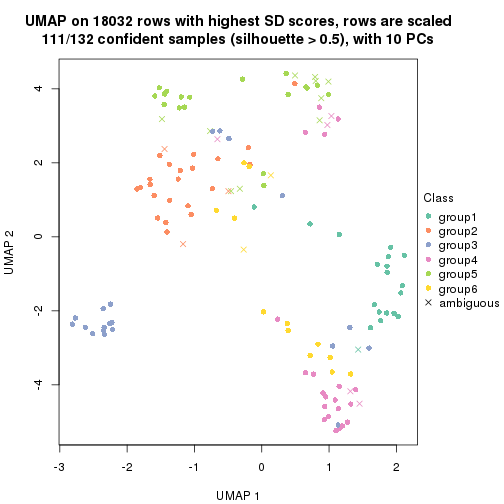 UMAP on 18032 rows with highest SD scores, rows are scaled
111/132 confident samples (silhouette > 0.5), with 10 PCs
4
2
0
-2
-4
UMAP 2
-3
-2
-1
0
1
2
UMAP 1
Class
group1
group2
group3
group4
group5
group6
ambiguous